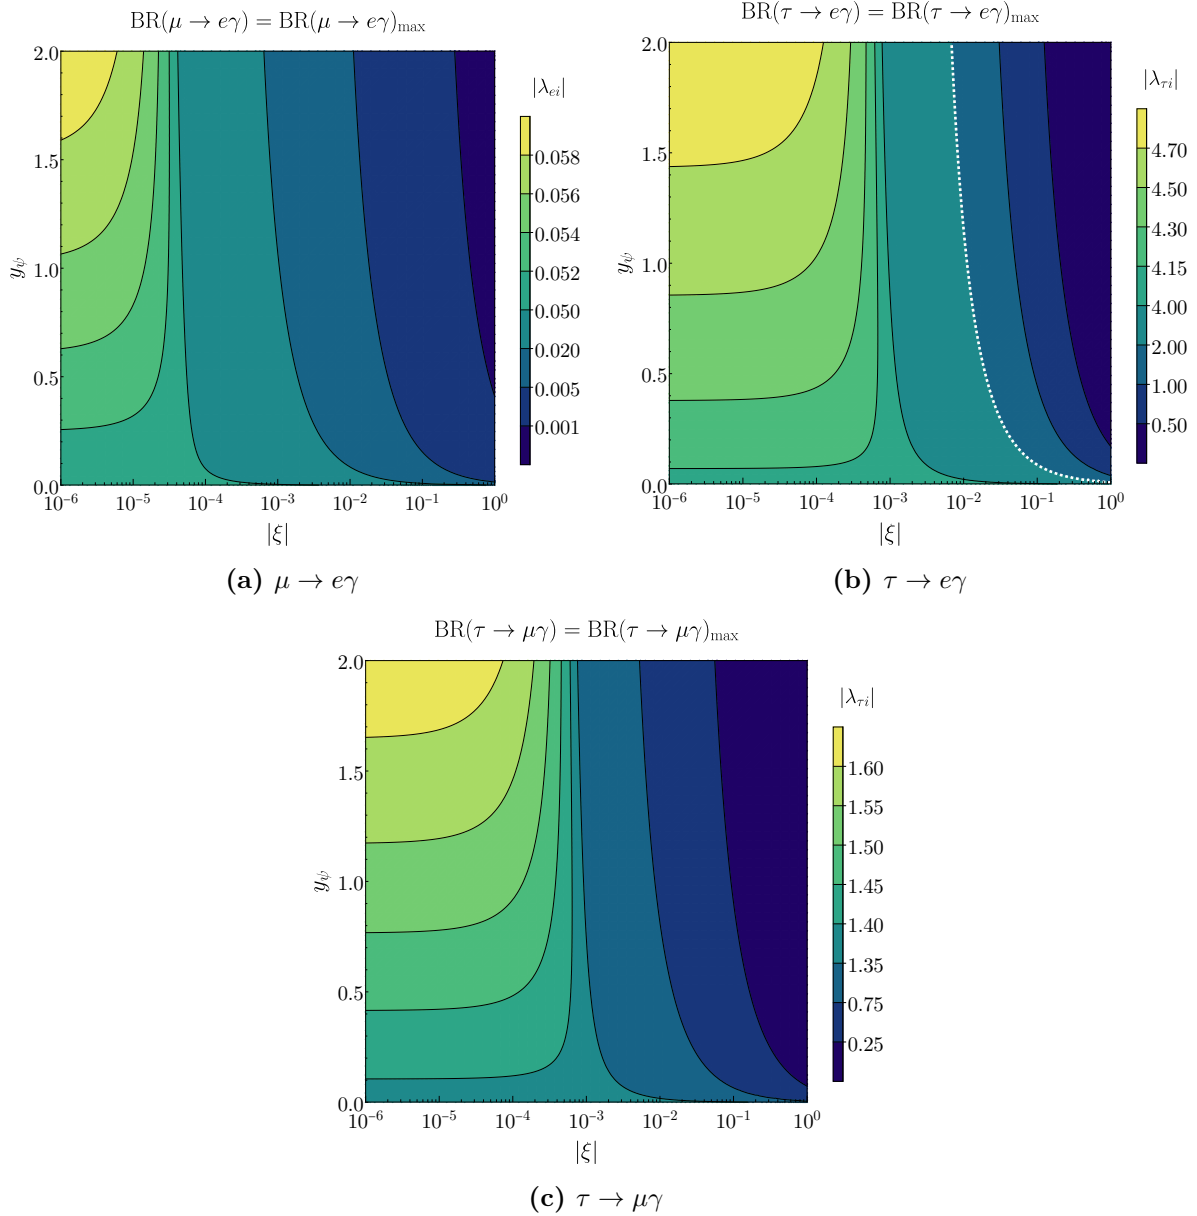 BR(μ → eγ) = BR(μ → eγ)max
|λei|
2.0
1.5
1.0
0.5
0.0
yψ
10⁻⁶ 10⁻⁵ 10⁻⁴ 10⁻³ 10⁻² 10⁻¹ 10⁰
|ξ|
0.058
0.056
0.054
0.052
0.050
0.020
0.005
0.001
(a) μ → eγ
BR(τ → eγ) = BR(τ → eγ)max
|λτi|
2.0
1.5
1.0
0.5
0.0
yψ
10⁻⁶ 10⁻⁵ 10⁻⁴ 10⁻³ 10⁻² 10⁻¹ 10⁰
|ξ|
4.70
4.50
4.30
4.15
4.00
2.00
1.00
0.50
(b) τ → eγ
BR(τ → μγ) = BR(τ → μγ)max
|λτi|
2.0
1.5
1.0
0.5
0.0
yψ
10⁻⁶ 10⁻⁵ 10⁻⁴ 10⁻³ 10⁻² 10⁻¹ 10⁰
|ξ|
1.60
1.55
1.50
1.45
1.40
1.35
0.75
0.25
(c) τ → μγ